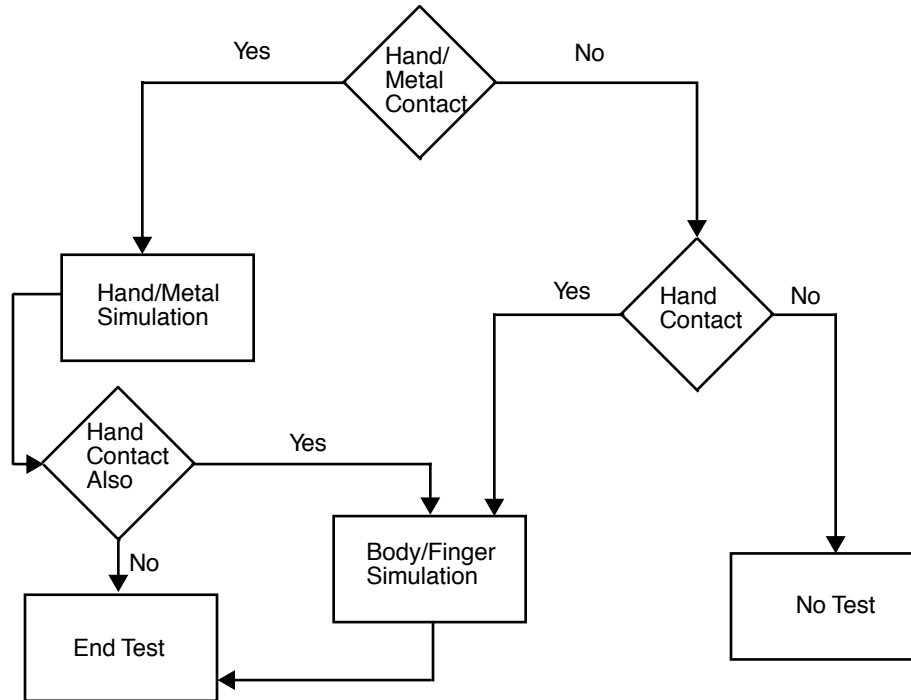 Yes
Hand/
Metal
Contact
No
Hand/Metal
Simulation
Yes
Hand
Contact
No
Hand
Contact
Also
Yes
No
Body/Finger
Simulation
End Test
No Test